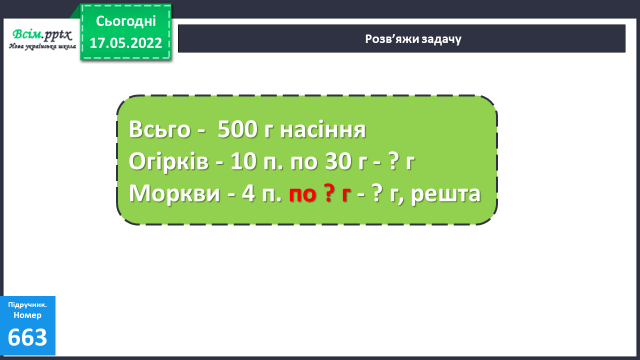 Всім.pptx
Нова українська школа
Сьогодні
17.05.2022
Розв’яжи задачу
Всьго - 500 г насіння
Огірків - 10 п. по 30 г - ? г
Моркви - 4 п. по ? г - ? г, решта
Підручник.
Номер
663